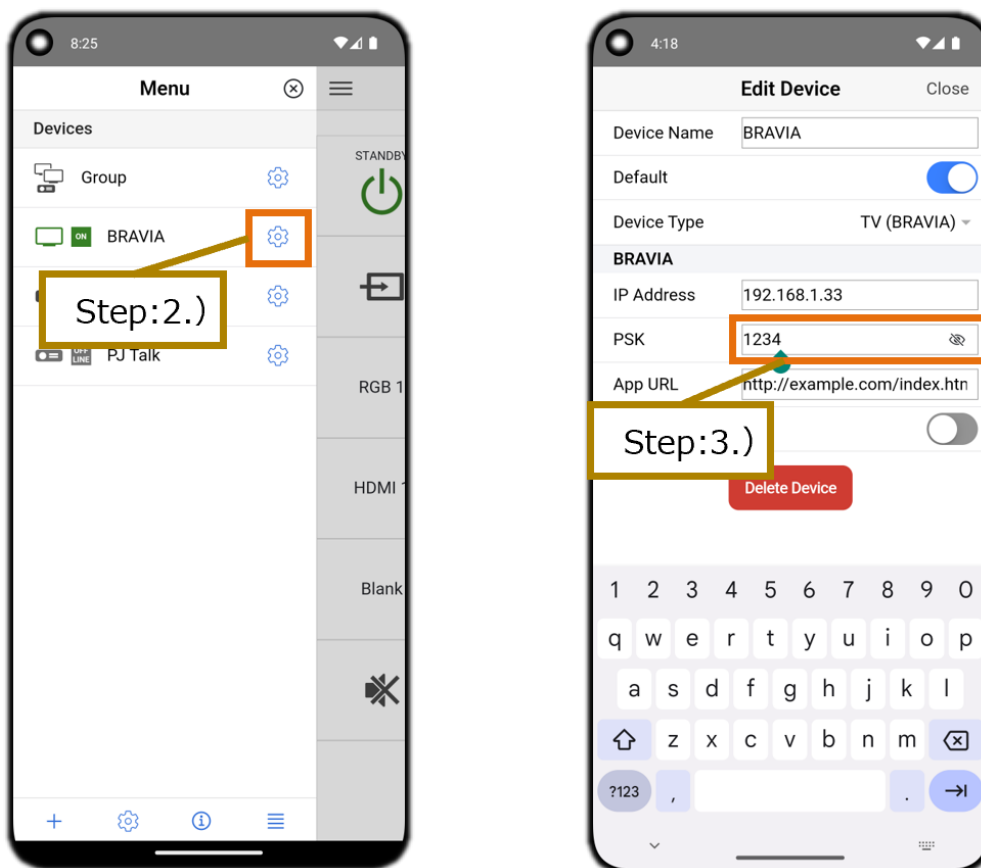 8:25
Menu
Devices
STANDBY
Group
ON BRAVIA
Step:2.)
OFF LINE PJ Talk
RGB 1
HDMI 1
Blank
4:18
Edit Device Close
Device Name BRAVIA
Default
Device Type TV (BRAVIA)
BRAVIA
IP Address 192.168.1.33
PSK 1234
App URL http://example.com/index.htm
Step:3.)
Delete Device
1 2 3 4 5 6 7 8 9 0
q w e r t y u i o p
a s d f g h j k l
z x c v b n m
?123 , .